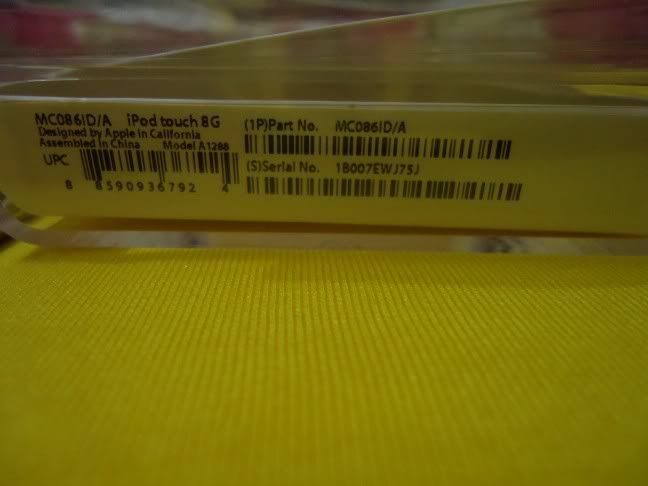 MC086ID/A iPod touch 8G
Designed by Apple in California
Assembled in China Model A1288
UPC
8 8590936792 4
(1P)Part No. MC086ID/A
(S)Serial No. 1B007EWJ75J